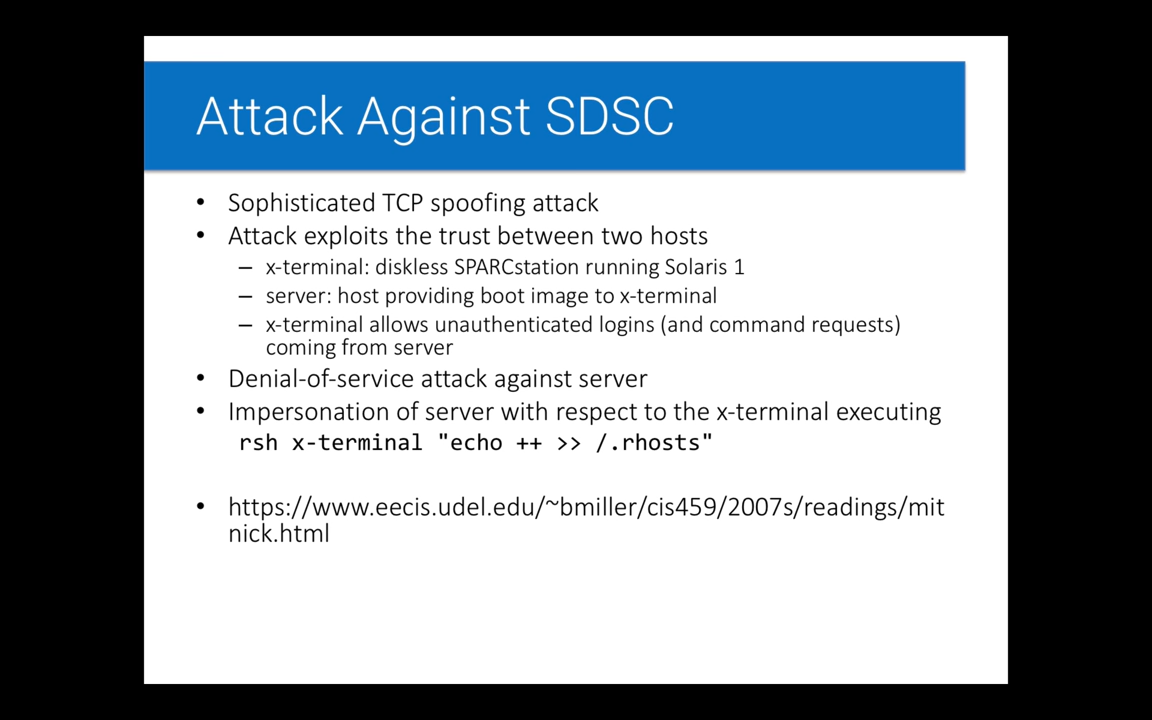 Attack Against SDSC
• Sophisticated TCP spoofing attack
• Attack exploits the trust between two hosts
– x-terminal: diskless SPARCstation running Solaris 1
– server: host providing boot image to x-terminal
– x-terminal allows unauthenticated logins (and command requests)
coming from server
• Denial-of-service attack against server
• Impersonation of server with respect to the x-terminal executing
rsh x-terminal "echo ++ >> /.rhosts"
• https://www.eecis.udel.edu/~bmiller/cis459/2007s/readings/mit
nick.html